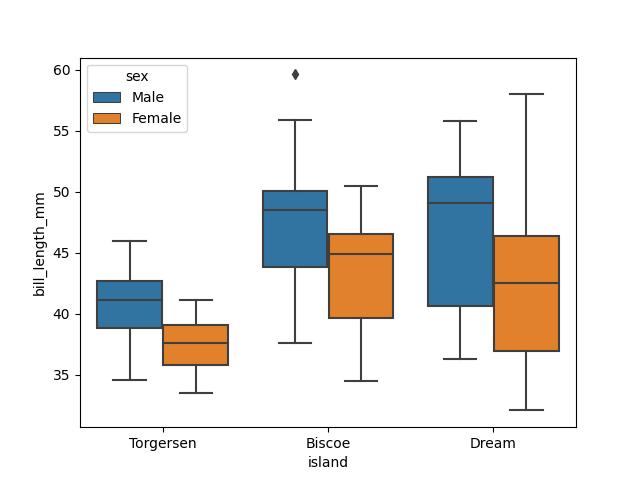 sex
Male
Female
60
55
50
45
40
35
bill_length_mm
Torgersen
Biscoe
Dream
island